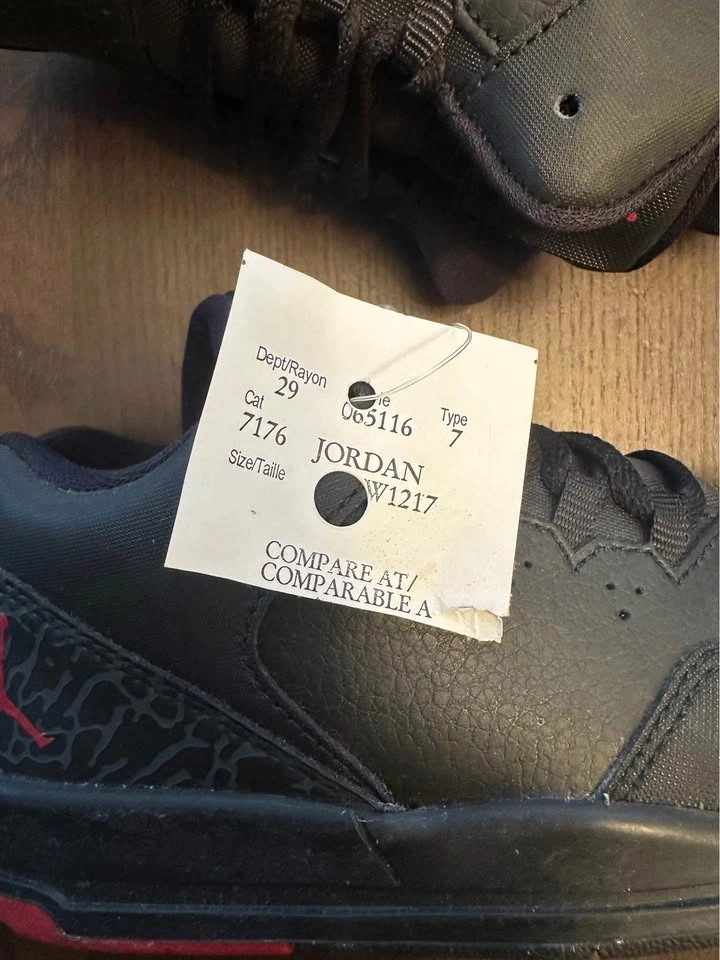 Dept/Rayon
29
065116
Type
7
Cat
7176
JORDAN
Size/Taille
W1217
COMPARE AT/
COMPARABLE A